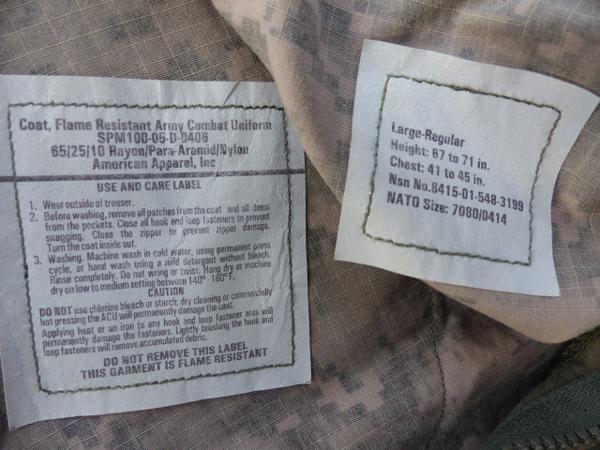 Coat, Flame Resistant Army Combat Uniform
SPM100-06-D-0406
65/25/10 Rayon/Para-Aramid/Nylon
American Apparel, Inc
USE AND CARE LABEL
1. Wear outside of trouser.
2. Before washing, remove all patches from the coat and all items
from the pockets. Close all hook and loop fasteners to prevent
snagging. Close the zipper to prevent zipper damage.
Turn the coat inside out.
3. Washing. Machine wash in cold water, using permanent press
cycle, or hand wash using a mild detergent without bleach.
Rinse completely. Do not wring or twist. Hang dry or machine
dry on low to medium setting between 140° -160° F.
CAUTION
DO NOT use chlorine bleach or starch; dry cleaning or commercially
hot pressing the ACU will permanently damage the coat.
Applying heat or an iron to any hook and loop fastener area will
permanently damage the fasteners. Lightly brushing the hook and
loop fasteners will remove accumulated debris.
DO NOT REMOVE THIS LABEL
THIS GARMENT IS FLAME RESISTANT
Large-Regular
Height: 67 to 71 in.
Chest: 41 to 45 in.
Nsn No.8415-01-548-3199
NATO Size: 7080/0414